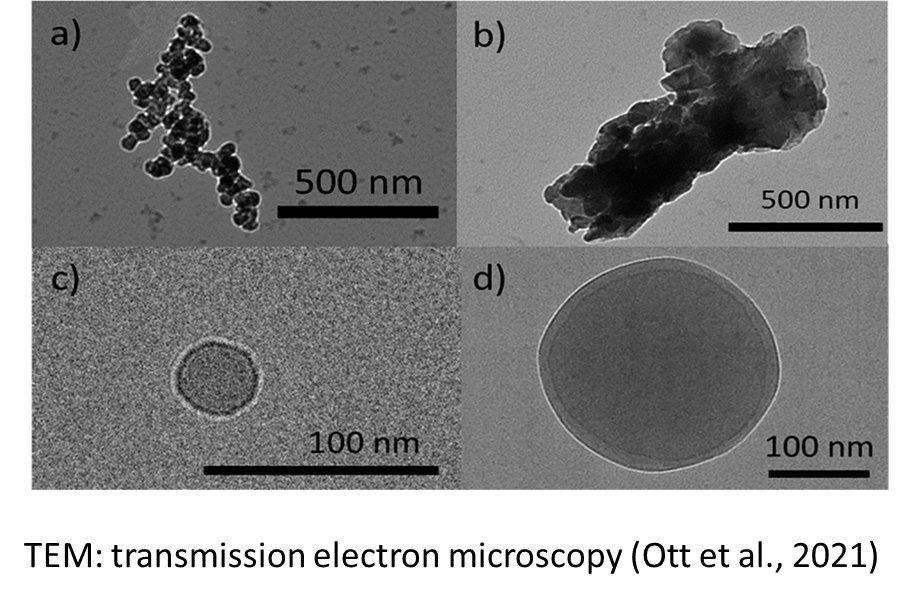 a)
b)
500 nm
500 nm
c)
d)
100 nm
100 nm
TEM: transmission electron microscopy (Ott et al., 2021)